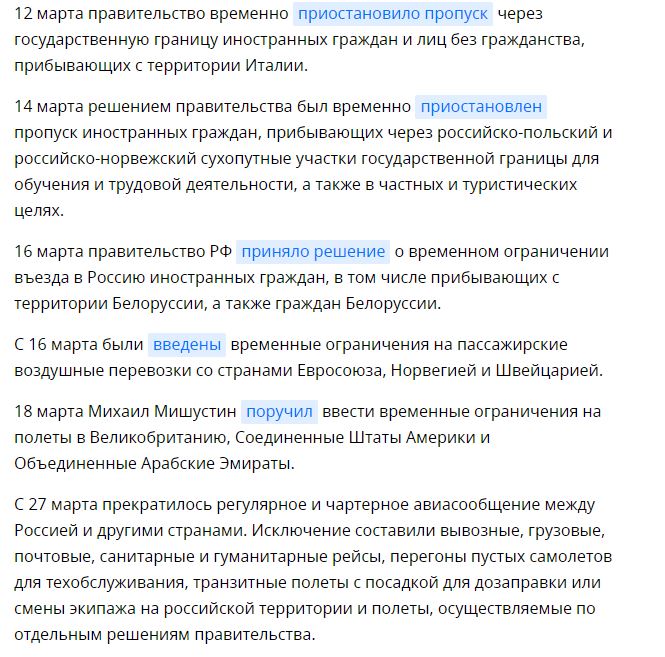 12 марта правительство временно приостановило пропуск через
государственную границу иностранных граждан и лиц без гражданства,
прибывающих с территории Италии.
14 марта решением правительства был временно приостановлен
пропуск иностранных граждан, прибывающих через российско-польский и
российско-норвежский сухопутные участки государственной границы для
обучения и трудовой деятельности, а также в частных и туристических
целях.
16 марта правительство РФ приняло решение о временном ограничении
въезда в Россию иностранных граждан, в том числе прибывающих с
территории Белоруссии, а также граждан Белоруссии.
С 16 марта были введены временные ограничения на пассажирские
воздушные перевозки со странами Евросоюза, Норвегией и Швейцарией.
18 марта Михаил Мишустин поручил ввести временные ограничения на
полеты в Великобританию, Соединенные Штаты Америки и
Объединенные Арабские Эмираты.
С 27 марта прекратилось регулярное и чартерное авиасообщение между
Россией и другими странами. Исключение составили вывозные, грузовые,
почтовые, санитарные и гуманитарные рейсы, перегоны пустых самолетов
для техобслуживания, транзитные полеты с посадкой для дозаправки или
смены экипажа на российской территории и полеты, осуществляемые по
отдельным решениям правительства.